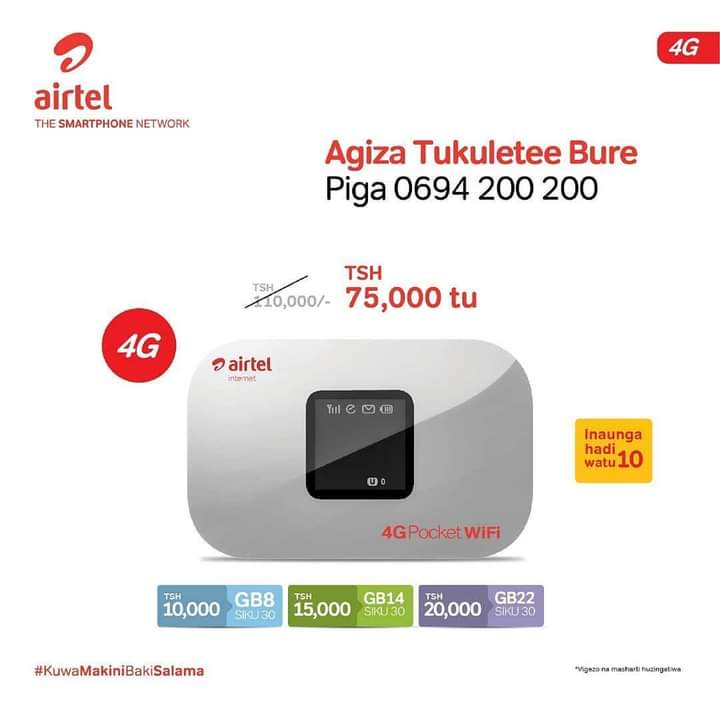 airtel
THE SMARTPHONE NETWORK
4G
Agiza Tukuletee Bure
Piga 0694 200 200
TSH
110,000/-
TSH
75,000 tu
4G
airtel
internet
0
4G Pocket WiFi
Inaunga
hadi
watu 10
TSH
10,000
GB8
SIKU 30
TSH
15,000
GB14
SIKU 30
TSH
20,000
GB22
SIKU 30
#KuwaMakiniBakiSalama
*Vigezo na masharti huzingatiwa